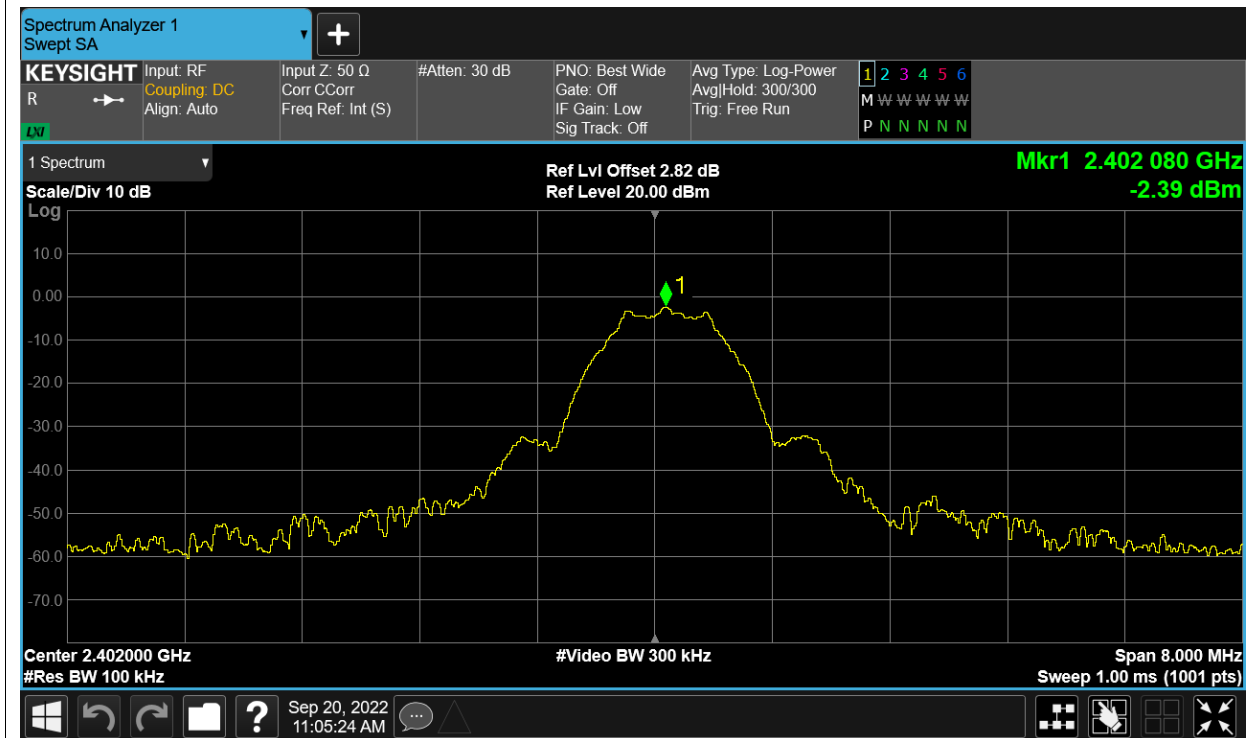 Spectrum Analyzer 1
Swept SA
KEYSIGHT
R
LXI
Input: RF
Coupling: DC
Align: Auto
Input Z: 50 Ω
Corr CCorr
Freq Ref: Int (S)
#Atten: 30 dB
PNO: Best Wide
Gate: Off
IF Gain: Low
Sig Track: Off
Avg Type: Log-Power
Avg|Hold: 300/300
Trig: Free Run
1 2 3 4 5 6
M W W W W W
P N N N N N
1 Spectrum
Scale/Div 10 dB
Ref Lvl Offset 2.82 dB
Ref Level 20.00 dBm
Mkr1 2.402 080 GHz
-2.39 dBm
Log
10.0
0.00
-10.0
-20.0
-30.0
-40.0
-50.0
-60.0
-70.0
1
Center 2.402000 GHz
#Res BW 100 kHz
#Video BW 300 kHz
Span 8.000 MHz
Sweep 1.00 ms (1001 pts)
?
Sep 20, 2022
11:05:24 AM